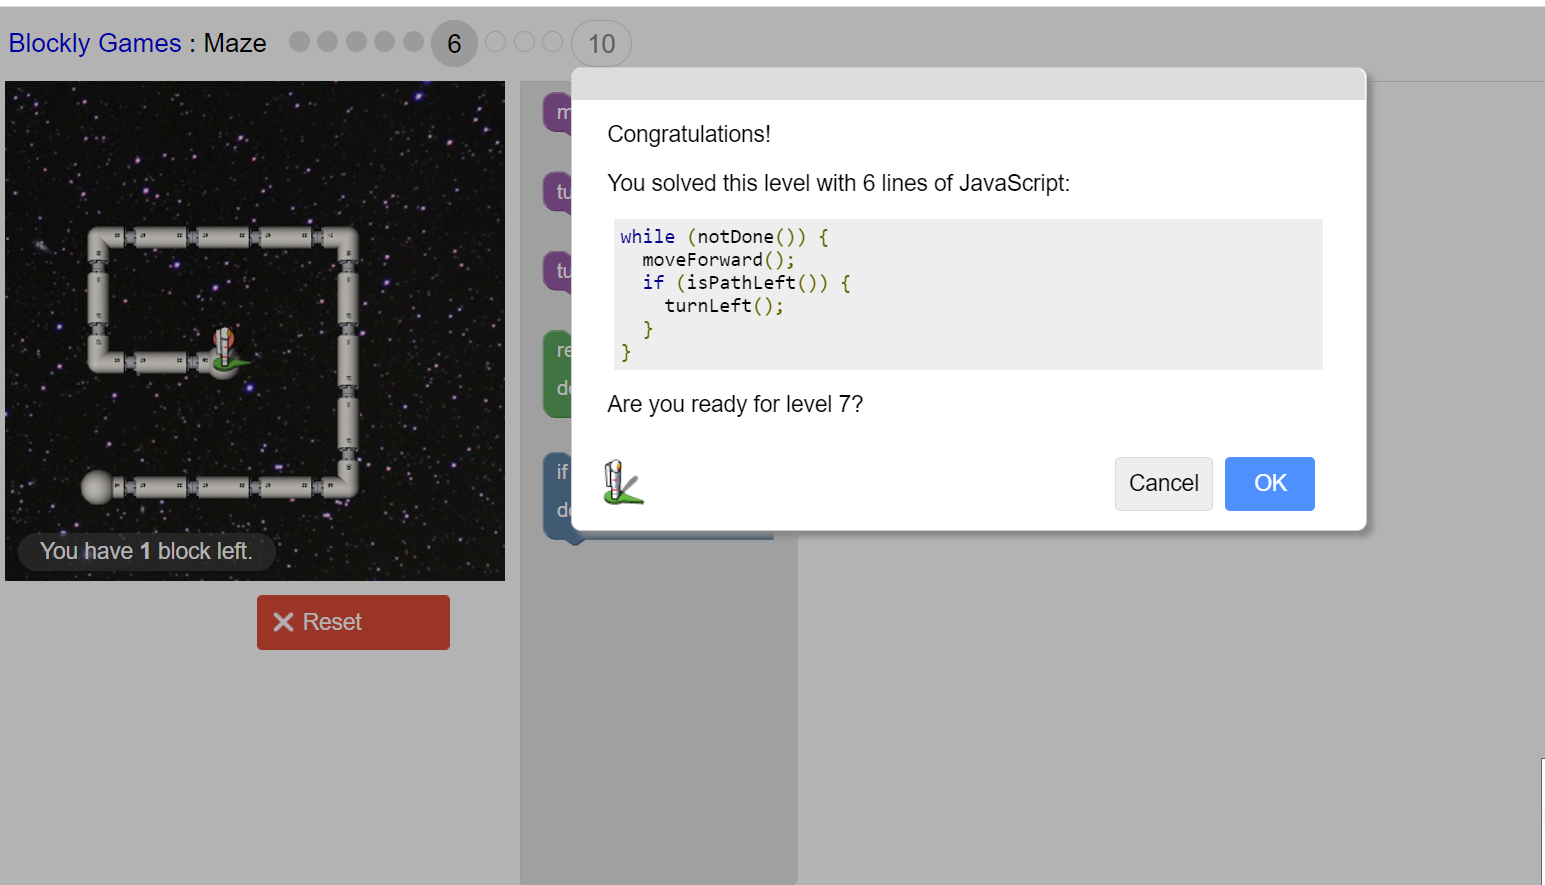 Blockly Games : Maze 6 10
Congratulations!
You solved this level with 6 lines of JavaScript:
while (notDone()) {
  moveForward();
  if (isPathLeft()) {
    turnLeft();
  }
}
Are you ready for level 7?
Cancel OK
m
tu
tu
re
do
if
do
You have 1 block left.
Reset